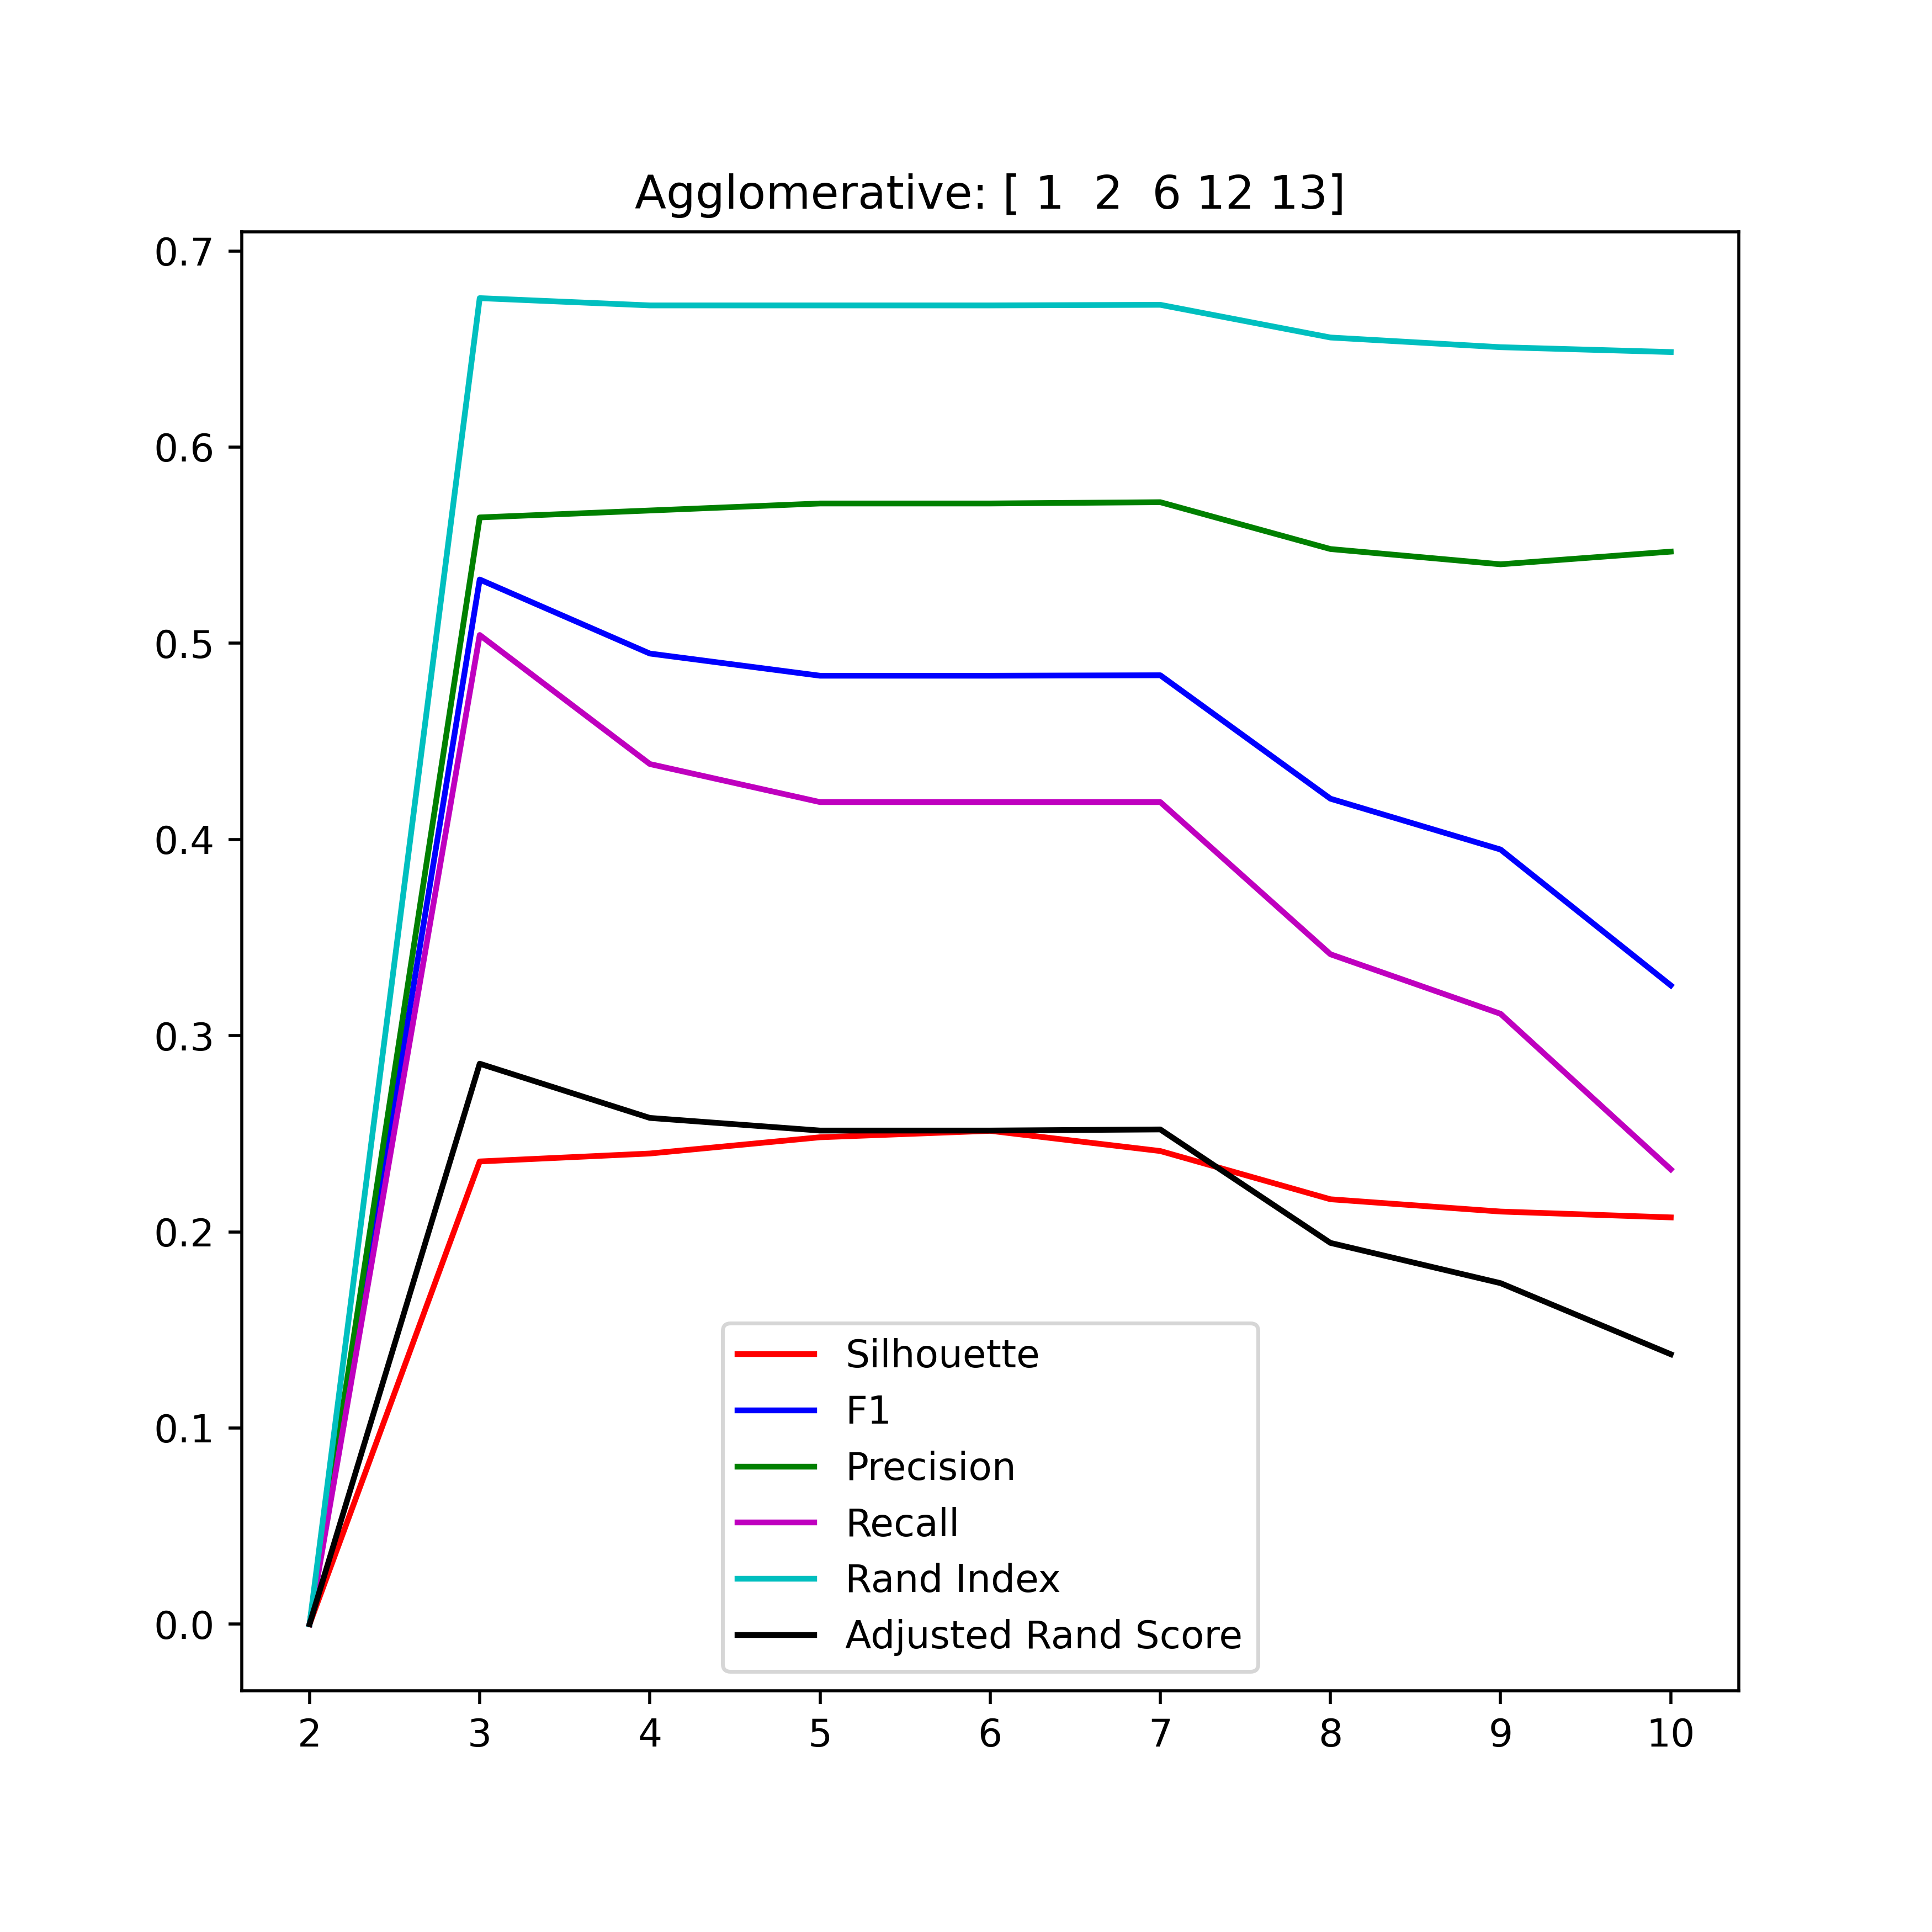 Agglomerative: [ 1  2  6 12 13]
0.7
0.6
0.5
0.4
0.3
0.2
0.1
0.0
Silhouette
F1
Precision
Recall
Rand Index
Adjusted Rand Score
2 3 4 5 6 7 8 9 10